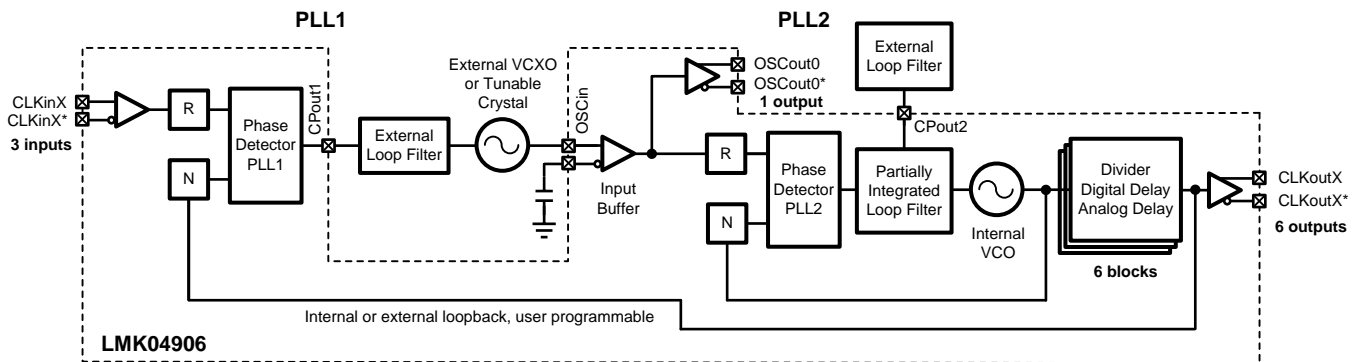 PLL1
PLL2
External VCXO
or Tunable
Crystal
External
Loop Filter
OSCout0
OSCout0*
1 output
CLKinX
CLKinX*
3 inputs
R
N
Phase
Detector
PLL1
CPout1
External
Loop Filter
OSCin
Input
Buffer
R
N
Phase
Detector
PLL2
CPout2
Partially
Integrated
Loop Filter
Internal
VCO
Divider
Digital Delay
Analog Delay
6 blocks
CLKoutX
CLKoutX*
6 outputs
Internal or external loopback, user programmable
LMK04906